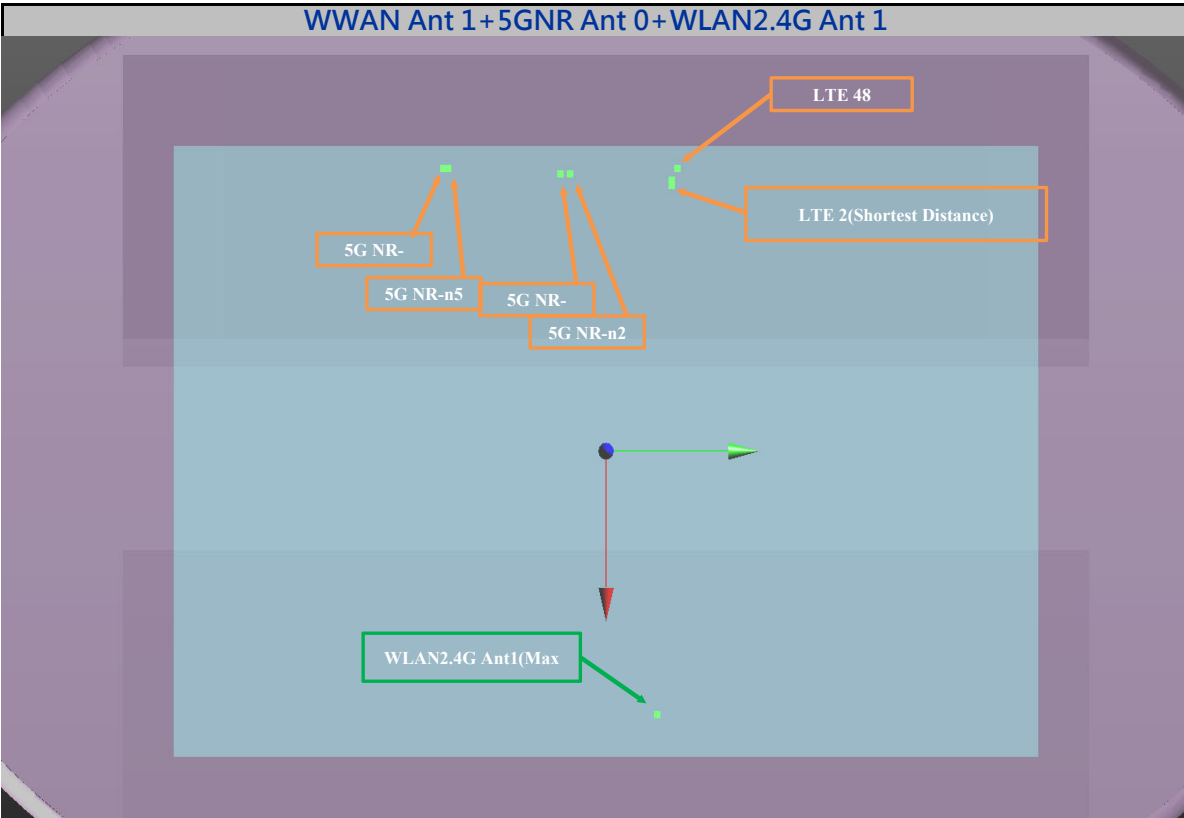 WWAN Ant 1+5GNR Ant 0+WLAN2.4G Ant 1
LTE 48
LTE 2(Shortest Distance)
5G NR-
5G NR-n5
5G NR-
5G NR-n2
WLAN2.4G Ant1(Max